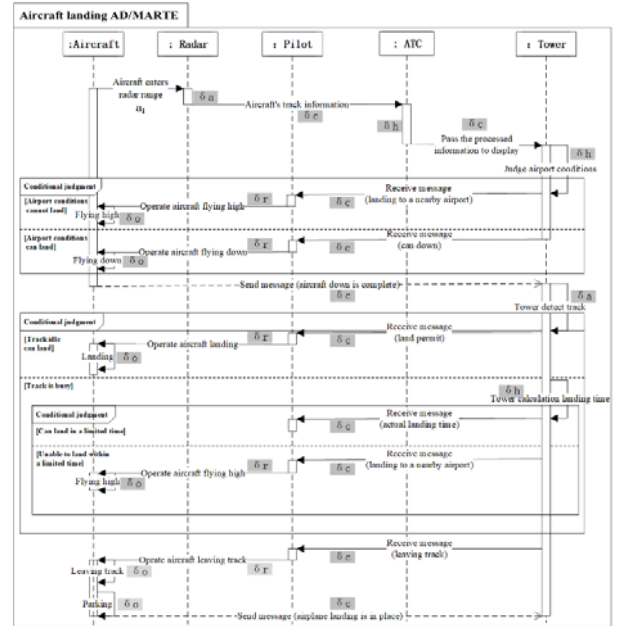 Aircraft landing AD/MARTE
:Aircraft
: Radar
: Pilot
: ATC
: Tower
Aircraft enters
radar range
δ a
Aircraft's track information
δ c
δ h
δ c
Pass the processed
information to display
δ h
Judge airport conditions
Conditional judgment
[Airport conditions
cannot land]
Receive message
(landing to a nearby airport)
δ c
δ r
Operate aircraft flying high
Flying high
δ o
[Airport conditions
can land]
Receive message
(can down)
δ c
δ r
Operate aircraft flying down
Flying down
δ o
Send message (aircraft down is complete)
δ c
δ a
Tower detect track
Conditional judgment
[Track idle
can land]
Receive message
(land permit)
δ c
δ r
Operate aircraft landing
Landing
δ o
[Track is busy]
δ h
Tower calculation landing time
Conditional judgment
[Can land in a limited time]
Receive message
(actual landing time)
δ c
[Unable to land within
a limited time]
Receive message
(landing to a nearby airport)
δ c
δ r
Operate aircraft flying high
Flying high
δ o
Receive message
(leaving track)
δ c
Oprate aircraft leaving track
δ r
Leaving track
δ o
Parking
δ o
δ c
Send message (airplane landing is in place)